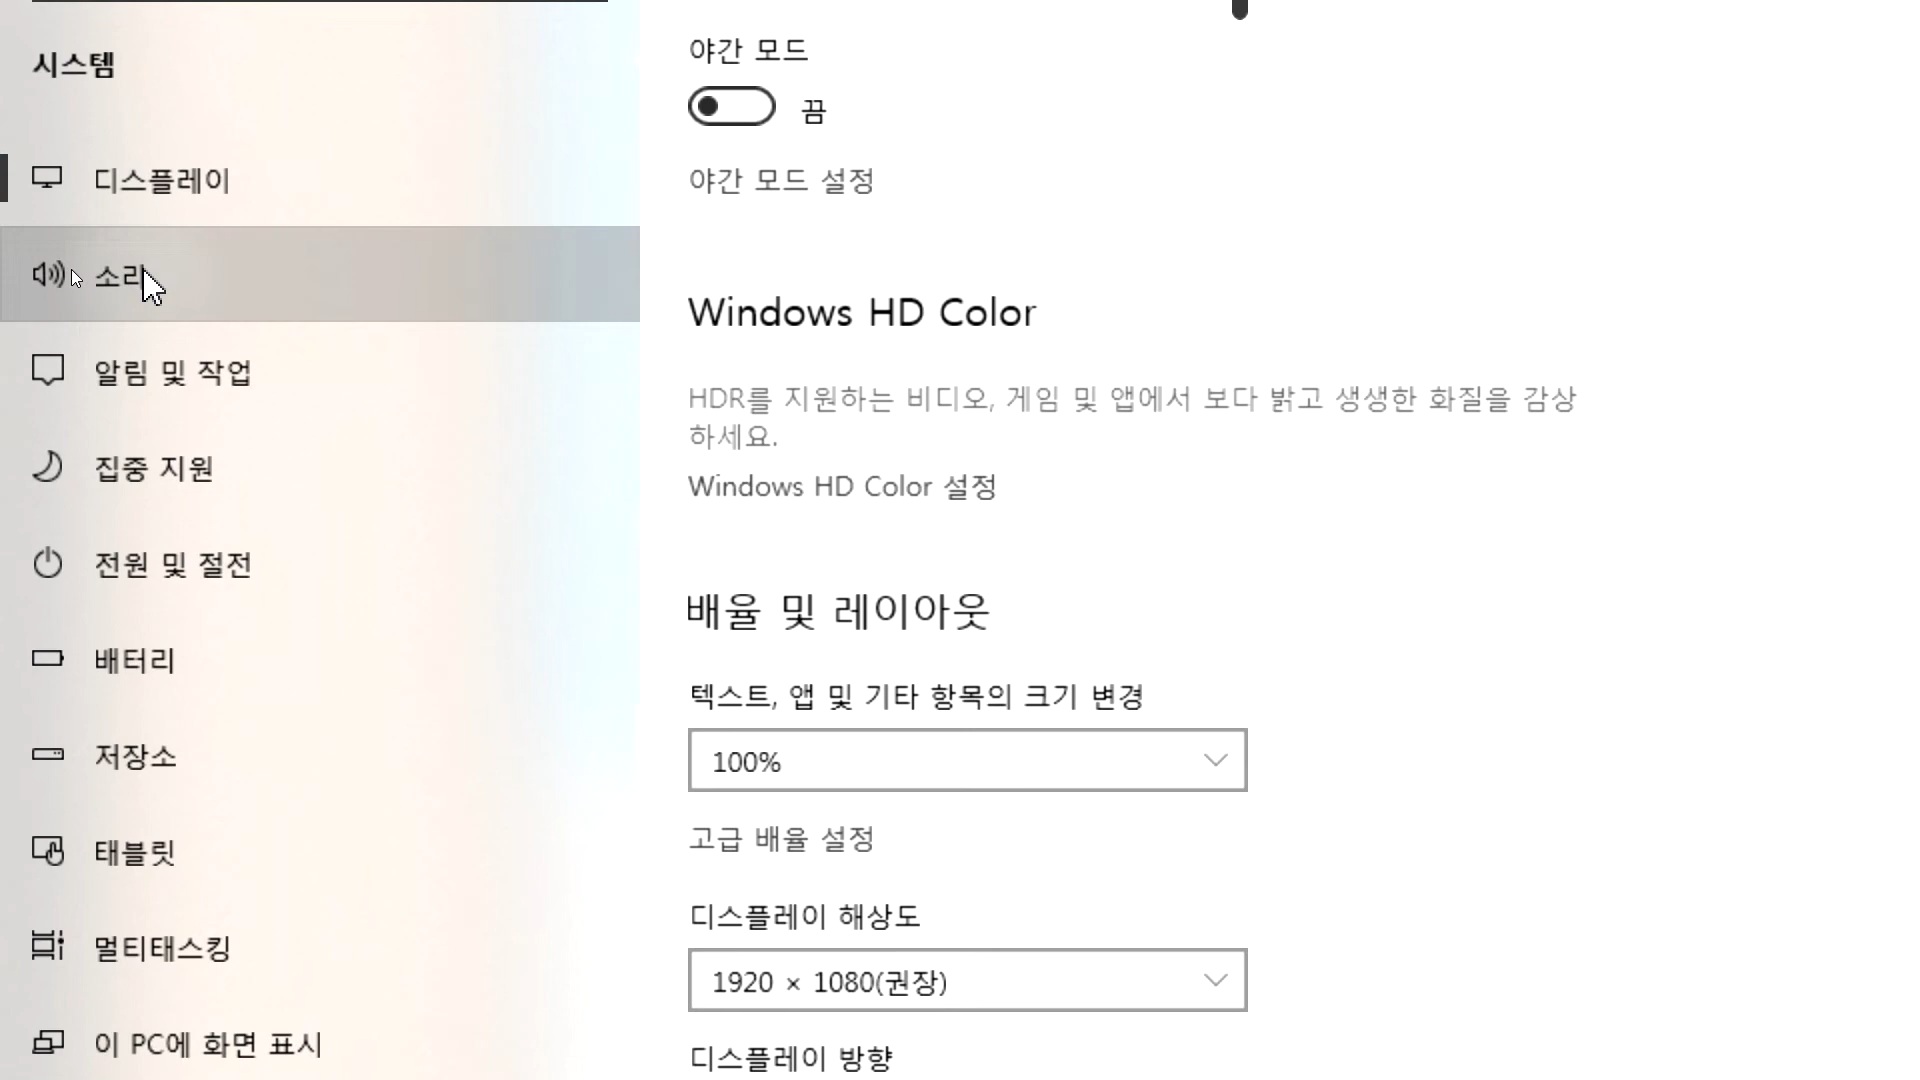 시스템
디스플레이
소리
알림 및 작업
집중 지원
전원 및 절전
배터리
저장소
태블릿
멀티태스킹
이 PC에 화면 표시
야간 모드
끔
야간 모드 설정
Windows HD Color
HDR를 지원하는 비디오, 게임 및 앱에서 보다 밝고 생생한 화질을 감상
하세요.
Windows HD Color 설정
배율 및 레이아웃
텍스트, 앱 및 기타 항목의 크기 변경
100%
고급 배율 설정
디스플레이 해상도
1920 × 1080(권장)
디스플레이 방향